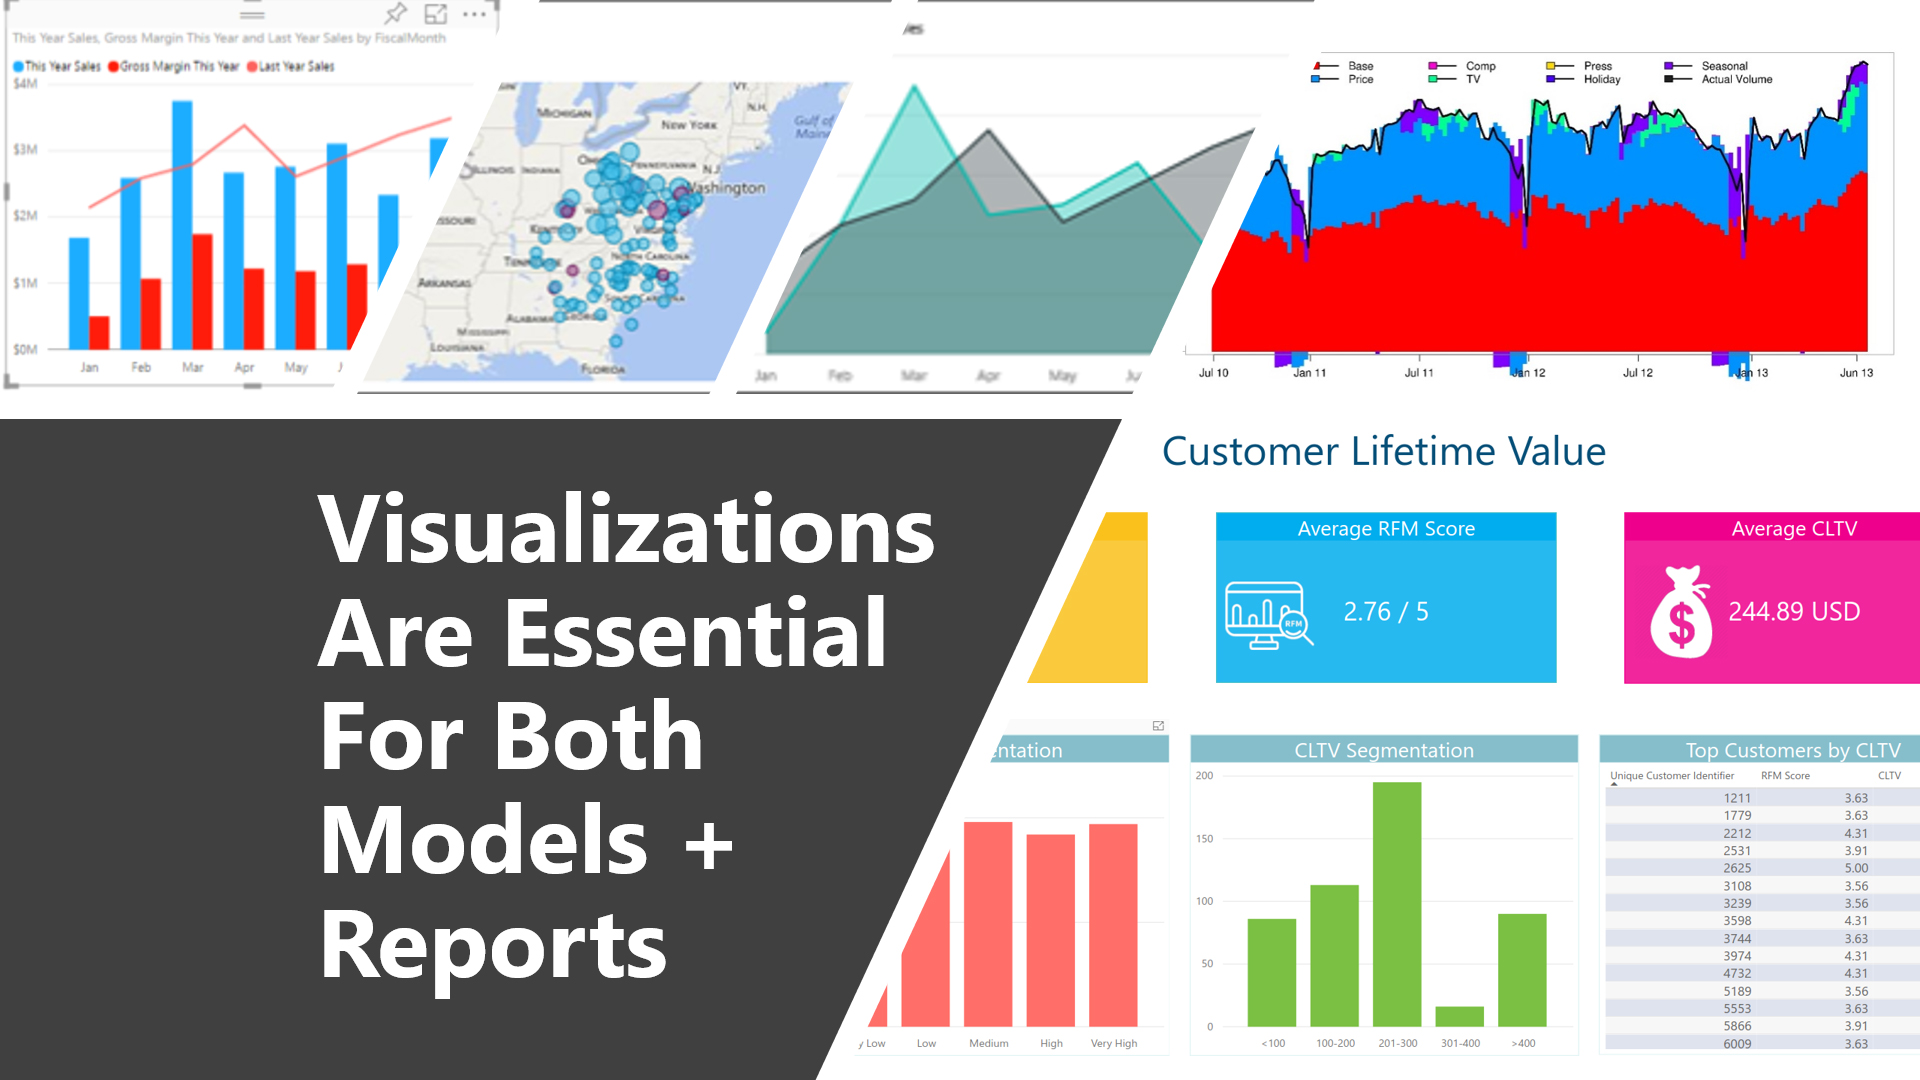 This Year Sales, Gross Margin This Year and Last Year Sales by FiscalMonth
This Year Sales Gross Margin This Year Last Year Sales
$4M
$3M
$2M
$1M
$0M
Jan Feb Mar Apr May J
MICHIGAN
VT.
N.H.
New York
Gulf of
Maine
ILLINOIS INDIANA
PENNSYLVANIA
N.J.
Washington
SSOURI
NORTH CAROLINA
ARKANSAS
ALABAMA
MISSISSIPPI
LOUISIANA
FLORIDA
Jan Feb Mar Apr May Ju
Base Comp Press Seasonal
Price TV Holiday Actual Volume
Jul 10 Jan 11 Jul 11 Jan 12 Jul 12 Jan 13 Jun 13
Visualizations
Are Essential
For Both
Models +
Reports
Customer Lifetime Value
Average RFM Score
RFM
2.76 / 5
Average CLTV
$
244.89 USD
entation
y Low Low Medium High Very High
CLTV Segmentation
200
150
100
50
0
<100 100-200 201-300 301-400 >400
Top Customers by CLTV
Unique Customer Identifier RFM Score CLTV
1211 3.63
1779 3.63
2212 4.31
2531 3.91
2625 5.00
3108 3.56
3239 3.56
3598 4.31
3744 3.63
3974 4.31
4732 4.31
5189 3.56
5553 3.63
5866 3.91
6009 3.63